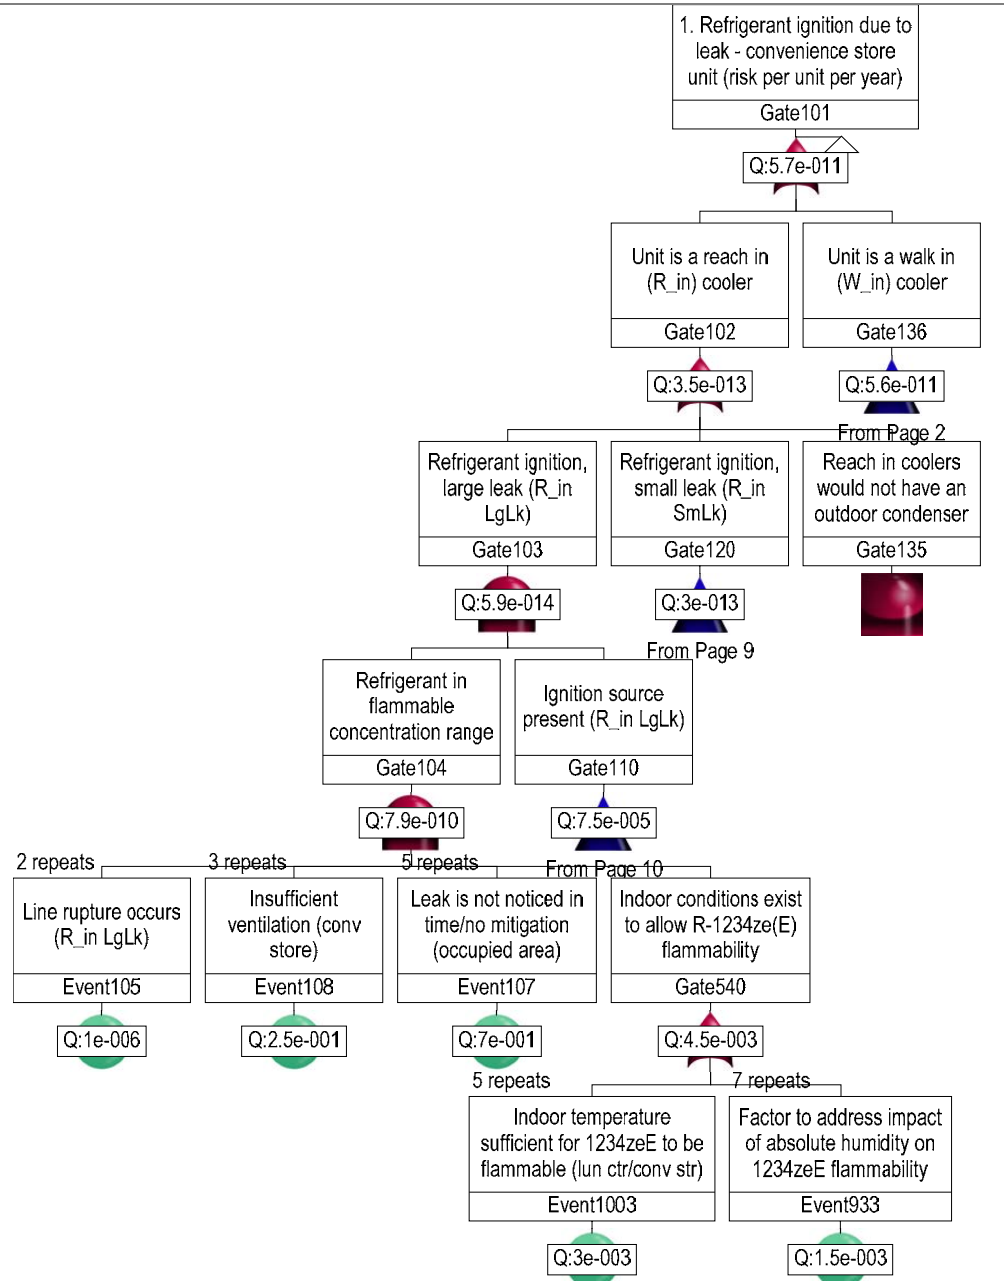 1. Refrigerant ignition due to
leak - convenience store
unit (risk per unit per year)
Gate101
Q:5.7e-011
Unit is a reach in
(R_in) cooler
Gate102
Q:3.5e-013
Unit is a walk in
(W_in) cooler
Gate136
Q:5.6e-011
From Page 2
Refrigerant ignition,
large leak (R_in
LgLk)
Gate103
Q:5.9e-014
Refrigerant ignition,
small leak (R_in
SmLk)
Gate120
Q:3e-013
From Page 9
Reach in coolers
would not have an
outdoor condenser
Gate135
Refrigerant in
flammable
concentration range
Gate104
Q:7.9e-010
Ignition source
present (R_in LgLk)
Gate110
Q:7.5e-005
From Page 10
2 repeats
Line rupture occurs
(R_in LgLk)
Event105
Q:1e-006
3 repeats
Insufficient
ventilation (conv
store)
Event108
Q:2.5e-001
5 repeats
Leak is not noticed in
time/no mitigation
(occupied area)
Event107
Q:7e-001
Indoor conditions exist
to allow R-1234ze(E)
flammability
Gate540
Q:4.5e-003
5 repeats
Indoor temperature
sufficient for 1234zeE to be
flammable (lun ctr/conv str)
Event1003
Q:3e-003
7 repeats
Factor to address impact
of absolute humidity on
1234zeE flammability
Event933
Q:1.5e-003